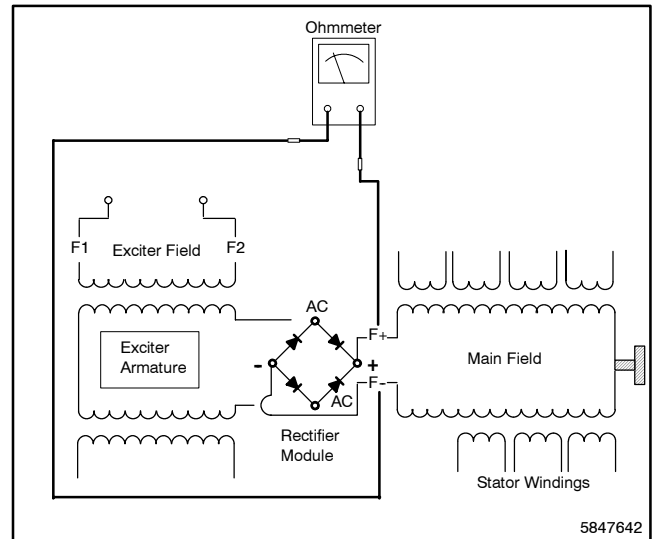 Ohmmeter
F1
Exciter Field
F2
AC
Exciter
Armature
-
+
F+
F-
Main Field
AC
Rectifier
Module
Stator Windings
5847642